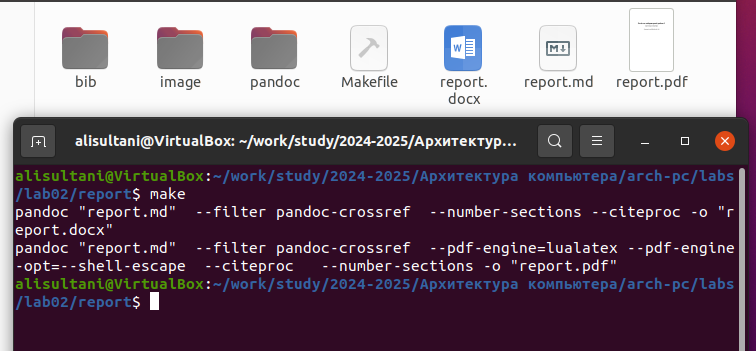 bib
image
pandoc
Makefile
report.
docx
report.md
report.pdf
alisultani@VirtualBox: ~/work/study/2024-2025/Архитектур...
alisultani@VirtualBox:~/work/study/2024-2025/Архитектура компьютера/arch-pc/labs
/lab02/report$ make
pandoc "report.md"  --filter pandoc-crossref  --number-sections --citeproc -o "r
eport.docx"
pandoc "report.md"  --filter pandoc-crossref  --pdf-engine=lualatex --pdf-engine
-opt=--shell-escape  --citeproc   --number-sections -o "report.pdf"
alisultani@VirtualBox:~/work/study/2024-2025/Архитектура компьютера/arch-pc/labs
/lab02/report$